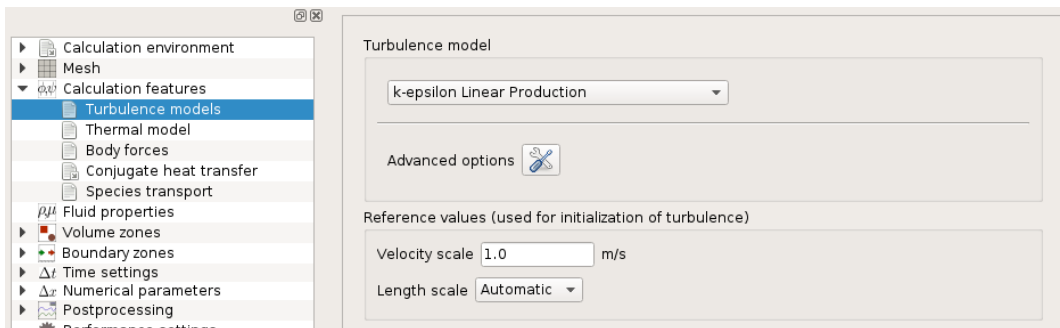 Calculation environment
Mesh
Calculation features
Turbulence models
Thermal model
Body forces
Conjugate heat transfer
Species transport
Fluid properties
Volume zones
Boundary zones
Δt Time settings
Δx Numerical parameters
Postprocessing
Performance settings
Turbulence model
k-epsilon Linear Production
Advanced options
Reference values (used for initialization of turbulence)
Velocity scale 1.0 m/s
Length scale Automatic